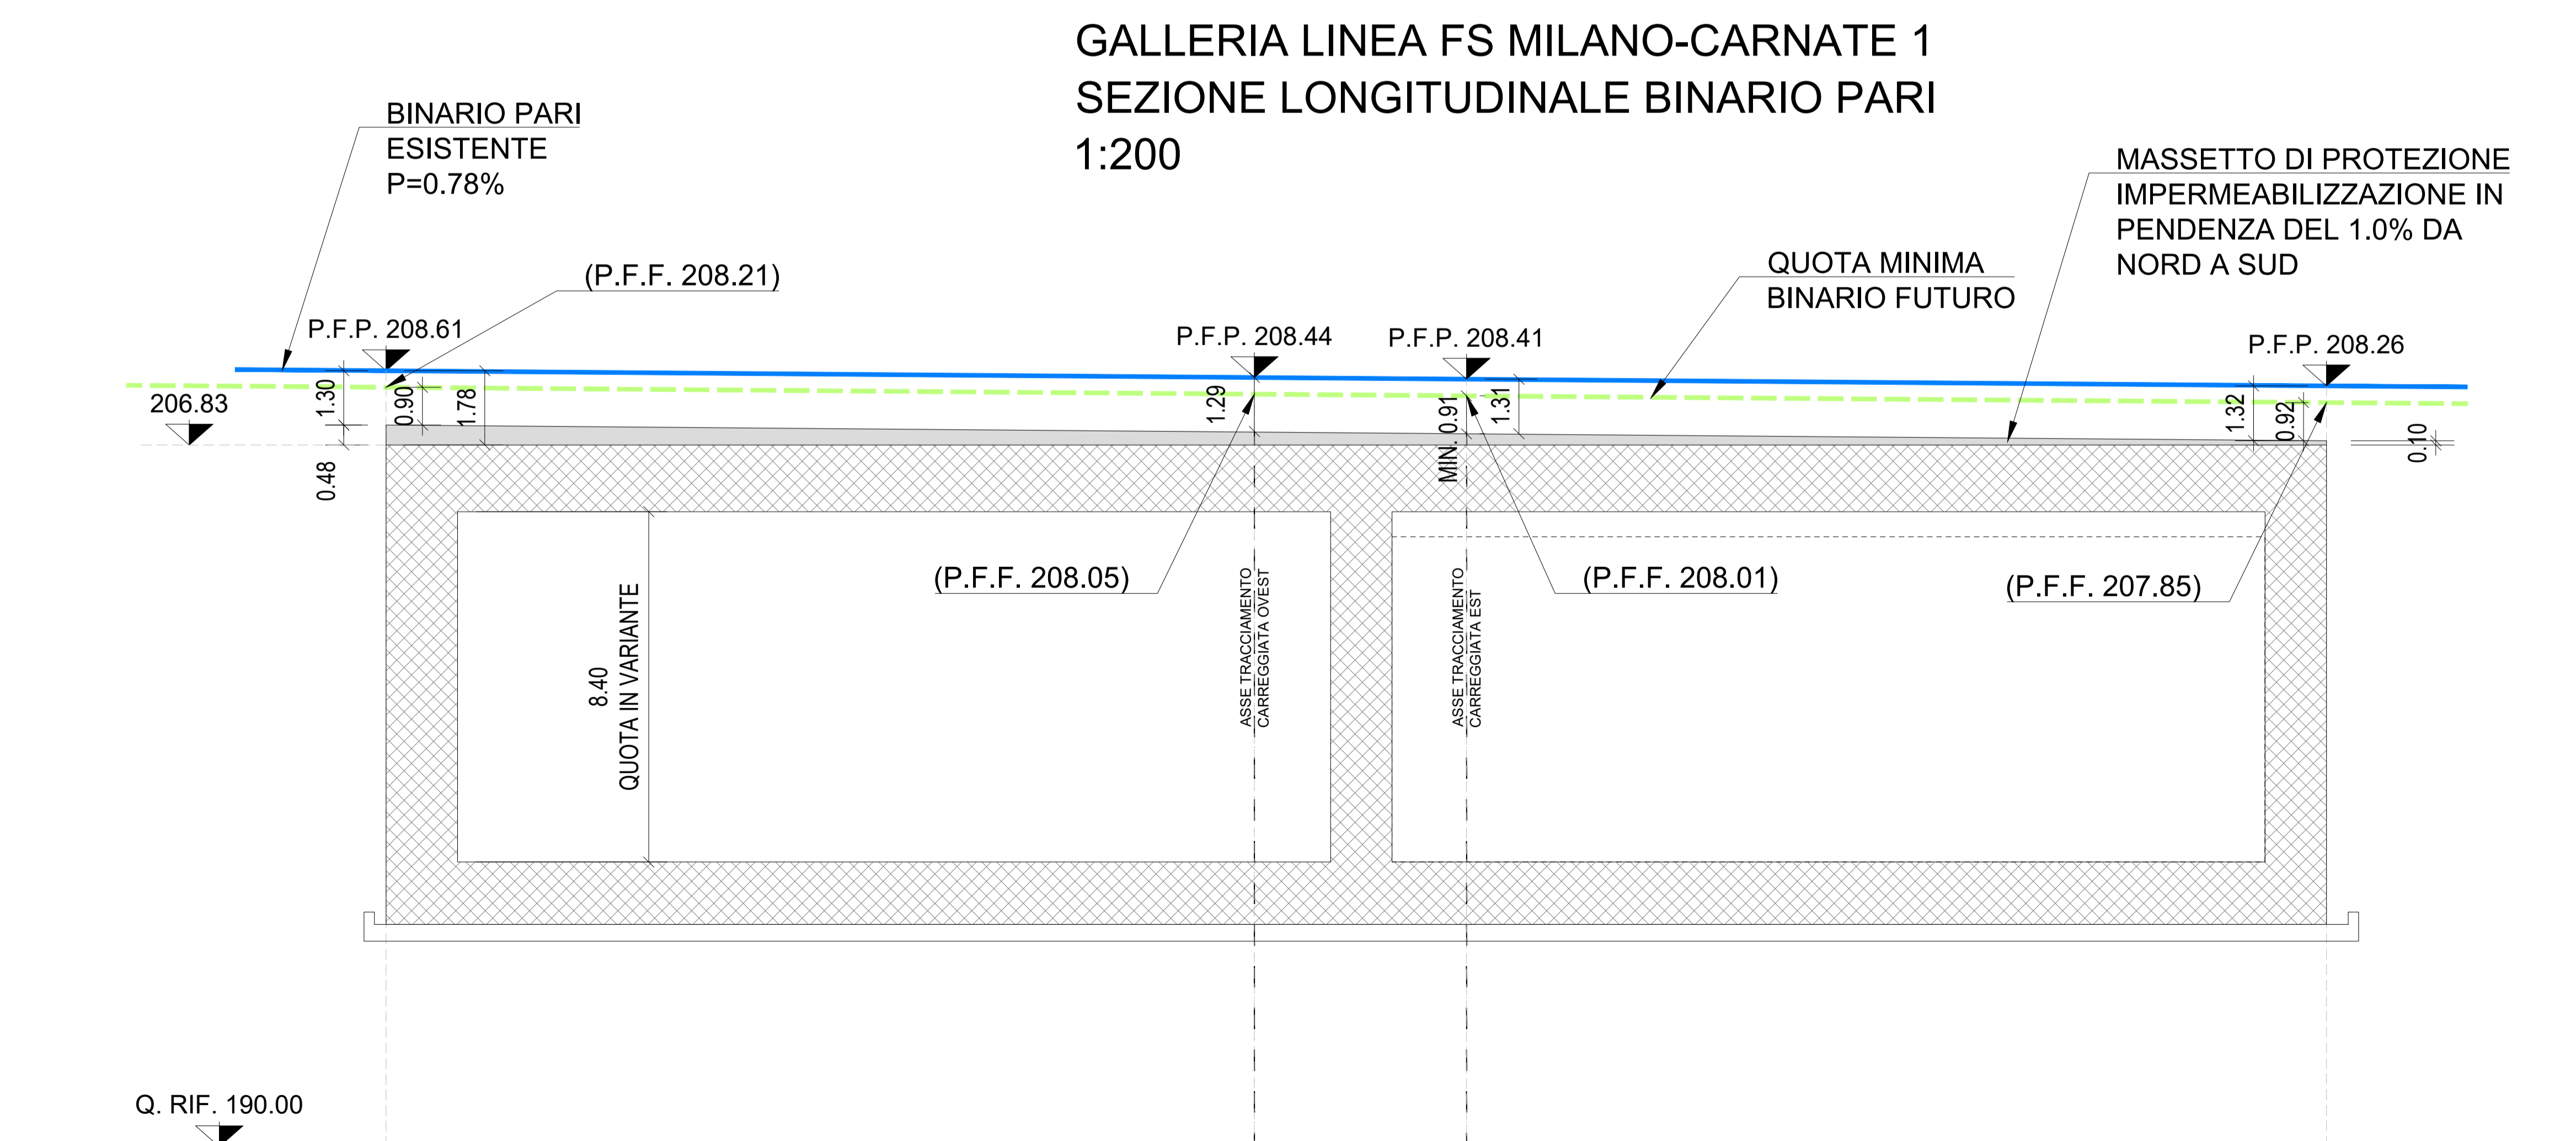 GALLERIA LINEA FS MILANO-CARNATE 1
SEZIONE LONGITUDINALE BINARIO PARI
1:200
BINARIO PARI
ESISTENTE
P=0.78%
MASSETTO DI PROTEZIONE
IMPERMEABILIZZAZIONE IN
PENDENZA DEL 1.0% DA
NORD A SUD
QUOTA MINIMA
BINARIO FUTURO
(P.F.F. 208.21)
P.F.P. 208.61
P.F.P. 208.44
P.F.P. 208.41
P.F.P. 208.26
206.83
1.30
0.90
1.78
1.29
MIN. 0.91
1.31
1.32
0.92
0.10
0.48
(P.F.F. 208.05)
(P.F.F. 208.01)
(P.F.F. 207.85)
8.40
QUOTA IN VARIANTE
ASSE TRACCIAMENTO
CARREGGIATA OVEST
ASSE TRACCIAMENTO
CARREGGIATA EST
Q. RIF. 190.00